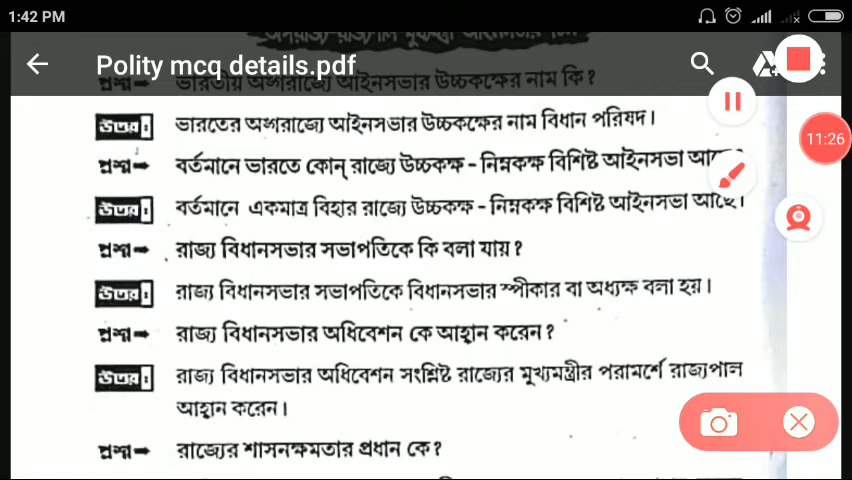 1:42 PM
Polity mcq details.pdf
প্রশ্ন ভারতীয় অঙ্গরাজ্যে আইনসভার উচ্চকক্ষের নাম কি?
11:26
উত্তর : ভারতের অঙ্গরাজ্যে আইনসভার উচ্চকক্ষের নাম বিধান পরিষদ।
প্রশ্ন বর্তমানে ভারতে কোন্ রাজ্যে উচ্চকক্ষ - নিম্নকক্ষ বিশিষ্ট আইনসভা
উত্তর : বর্তমানে একমাত্র বিহার রাজ্যে উচ্চকক্ষ - নিম্নকক্ষ বিশিষ্ট আইনসভা আছে।
প্রশ্ন রাজ্য বিধানসভার সভাপতিকে কি বলা যায়?
উত্তর : রাজ্য বিধানসভার সভাপতিকে বিধানসভার স্পীকার বা অধ্যক্ষ বলা হয়।
প্রশ্ন রাজ্য বিধানসভার অধিবেশন কে আহ্বান করেন?
উত্তর : রাজ্য বিধানসভার অধিবেশন সংশ্লিষ্ট রাজ্যের মুখ্যমন্ত্রীর পরামর্শে রাজ্যপাল
আহ্বান করেন।
প্রশ্ন রাজ্যের শাসনক্ষমতার প্রধান কে?